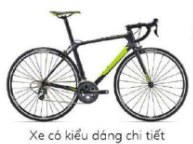 Xe có kiểu dáng chi tiết